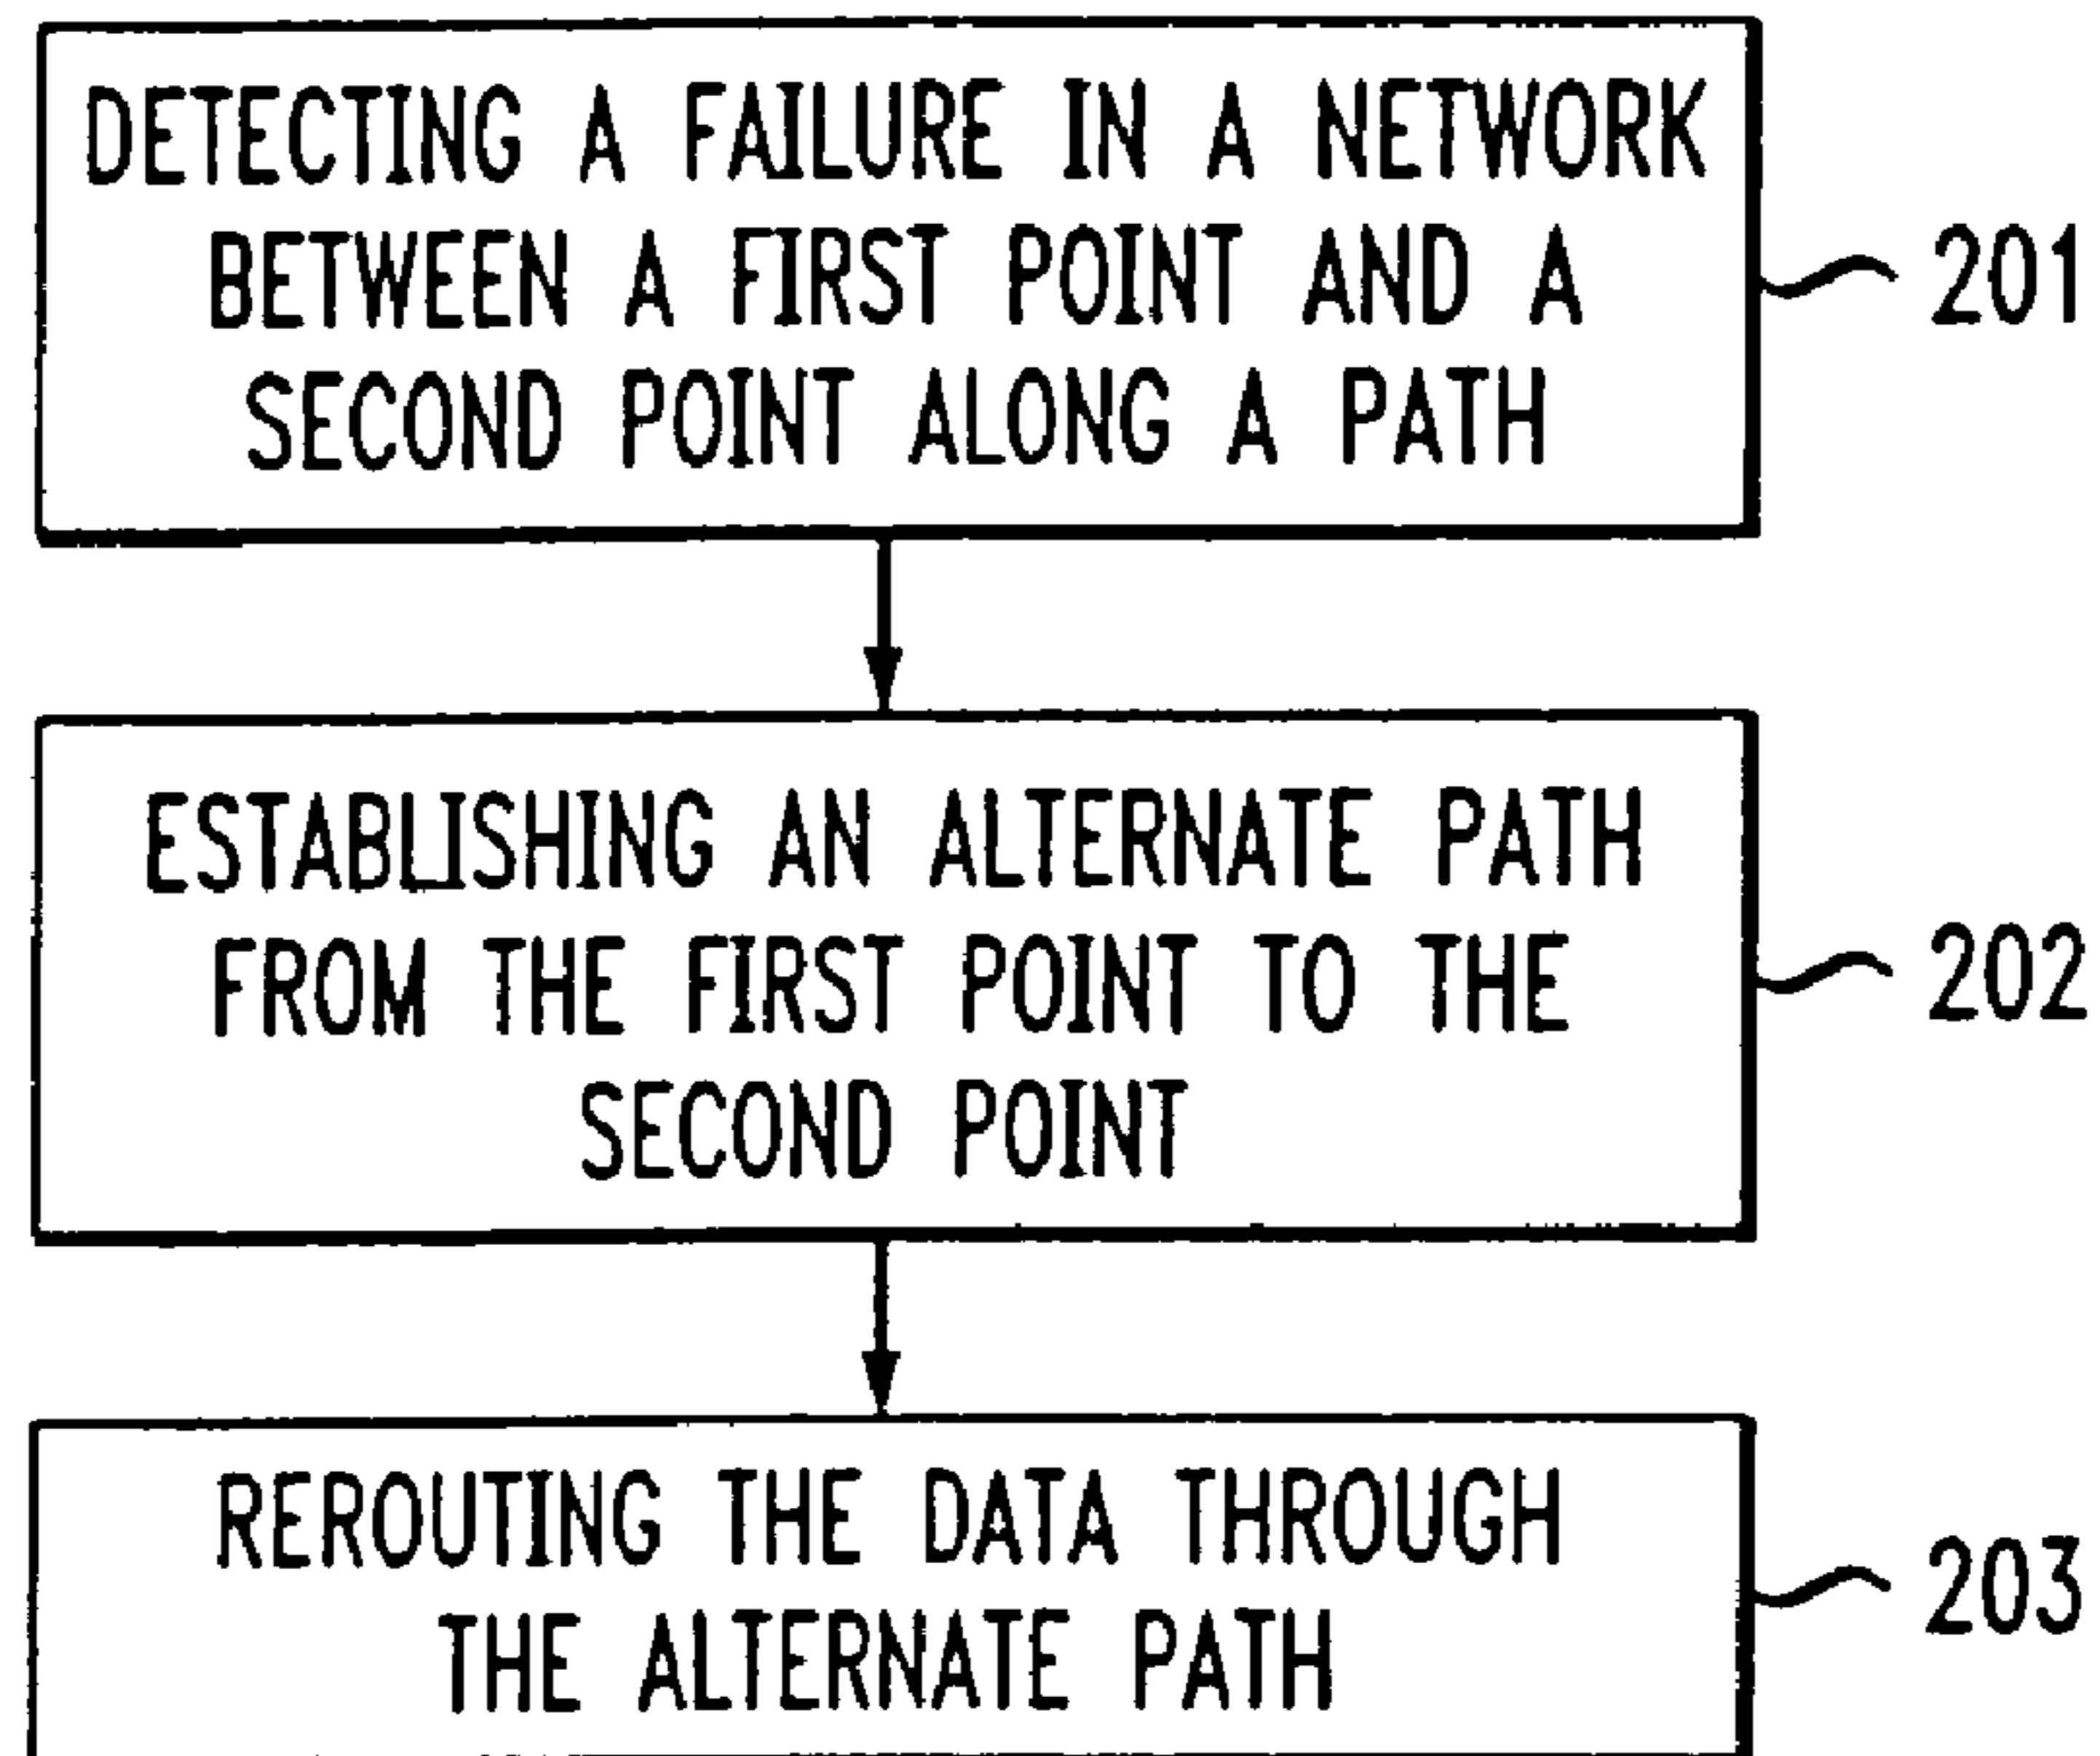 DETECTING A FAILURE IN A NETWORK
BETWEEN A FIRST POINT AND A
SECOND POINT ALONG A PATH
201
ESTABLISHING AN ALTERNATE PATH
FROM THE FIRST POINT TO THE
SECOND POINT
202
REROUTING THE DATA THROUGH
THE ALTERNATE PATH
203